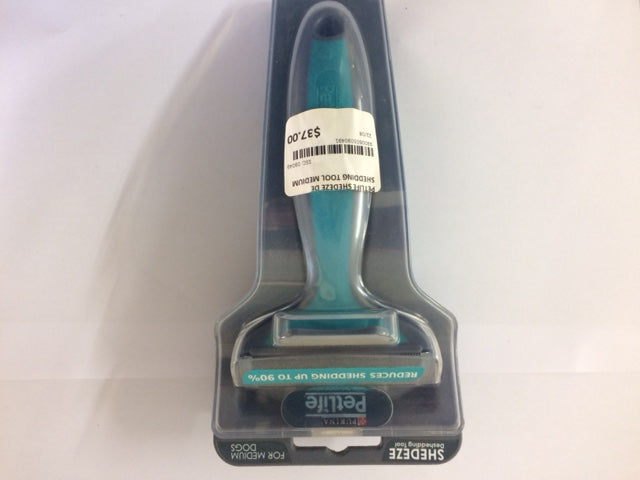 SHEDEZE
Deshedding Tool
FOR MEDIUM
DOGS
PURINA
PetLife
REDUCES SHEDDING UP TO 90%
PETLIFE SHEDEZE DE
SHEDDING TOOL MEDIUM
$37.00